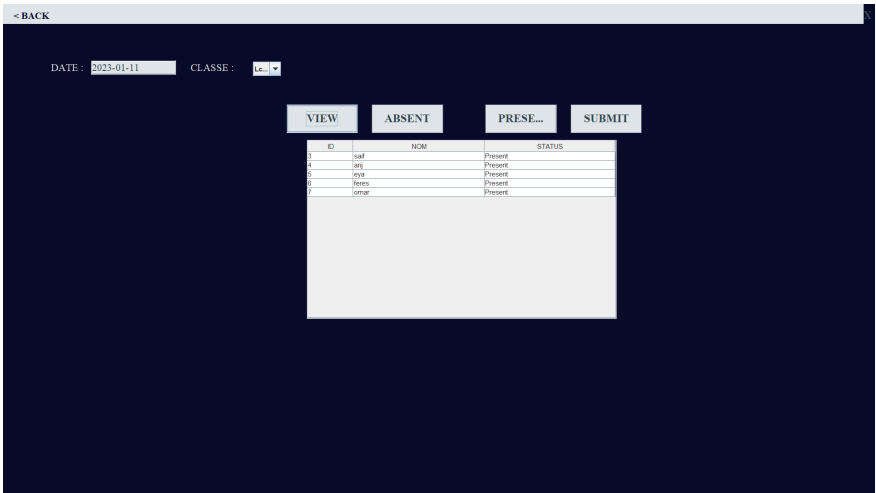 < BACK X
DATE : 2023-01-11 CLASSE : Lc...
VIEW ABSENT PRESE... SUBMIT
ID NOM STATUS
3 saif Present
4 arij Present
5 eya Present
6 feres Present
7 omar Present